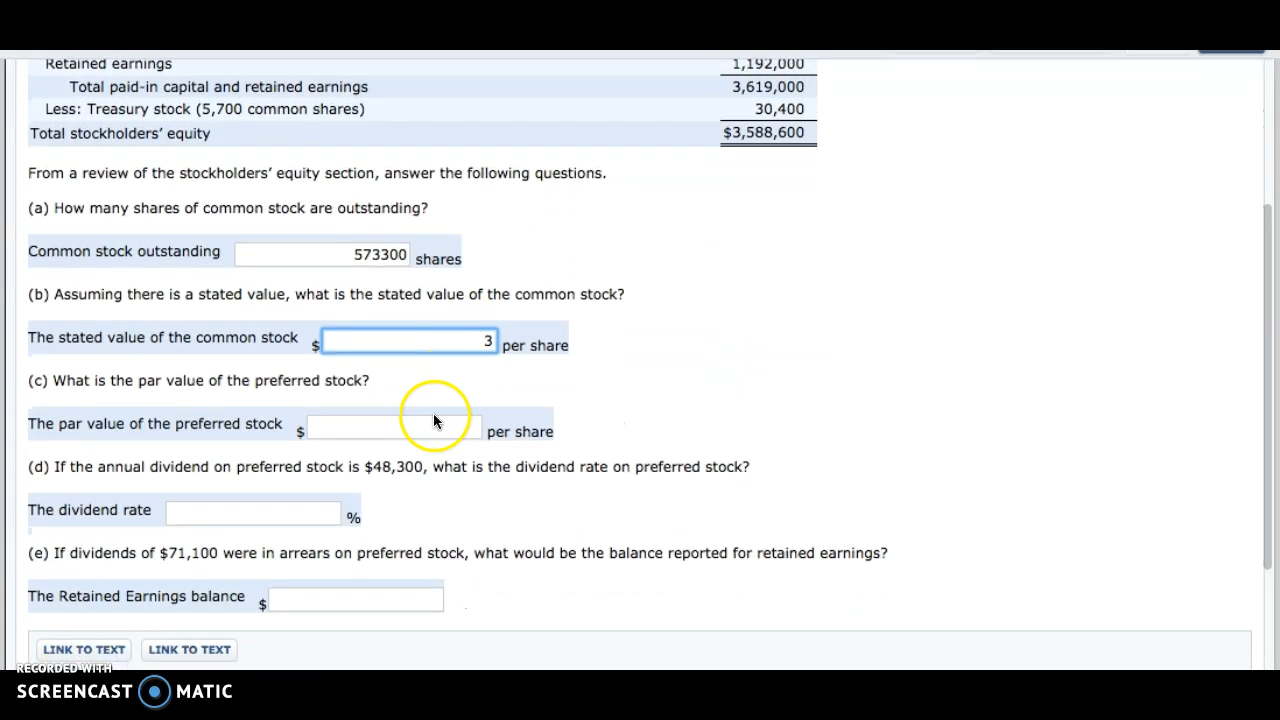 Retained earnings 1,192,000
Total paid-in capital and retained earnings 3,619,000
Less: Treasury stock (5,700 common shares) 30,400
Total stockholders' equity $3,588,600
From a review of the stockholders' equity section, answer the following questions.
(a) How many shares of common stock are outstanding?
Common stock outstanding 573300 shares
(b) Assuming there is a stated value, what is the stated value of the common stock?
The stated value of the common stock $ 3 per share
(c) What is the par value of the preferred stock?
The par value of the preferred stock $ per share
(d) If the annual dividend on preferred stock is $48,300, what is the dividend rate on preferred stock?
The dividend rate %
(e) If dividends of $71,100 were in arrears on preferred stock, what would be the balance reported for retained earnings?
The Retained Earnings balance $
LINK TO TEXT LINK TO TEXT
RECORDED WITH
SCREENCAST MATIC